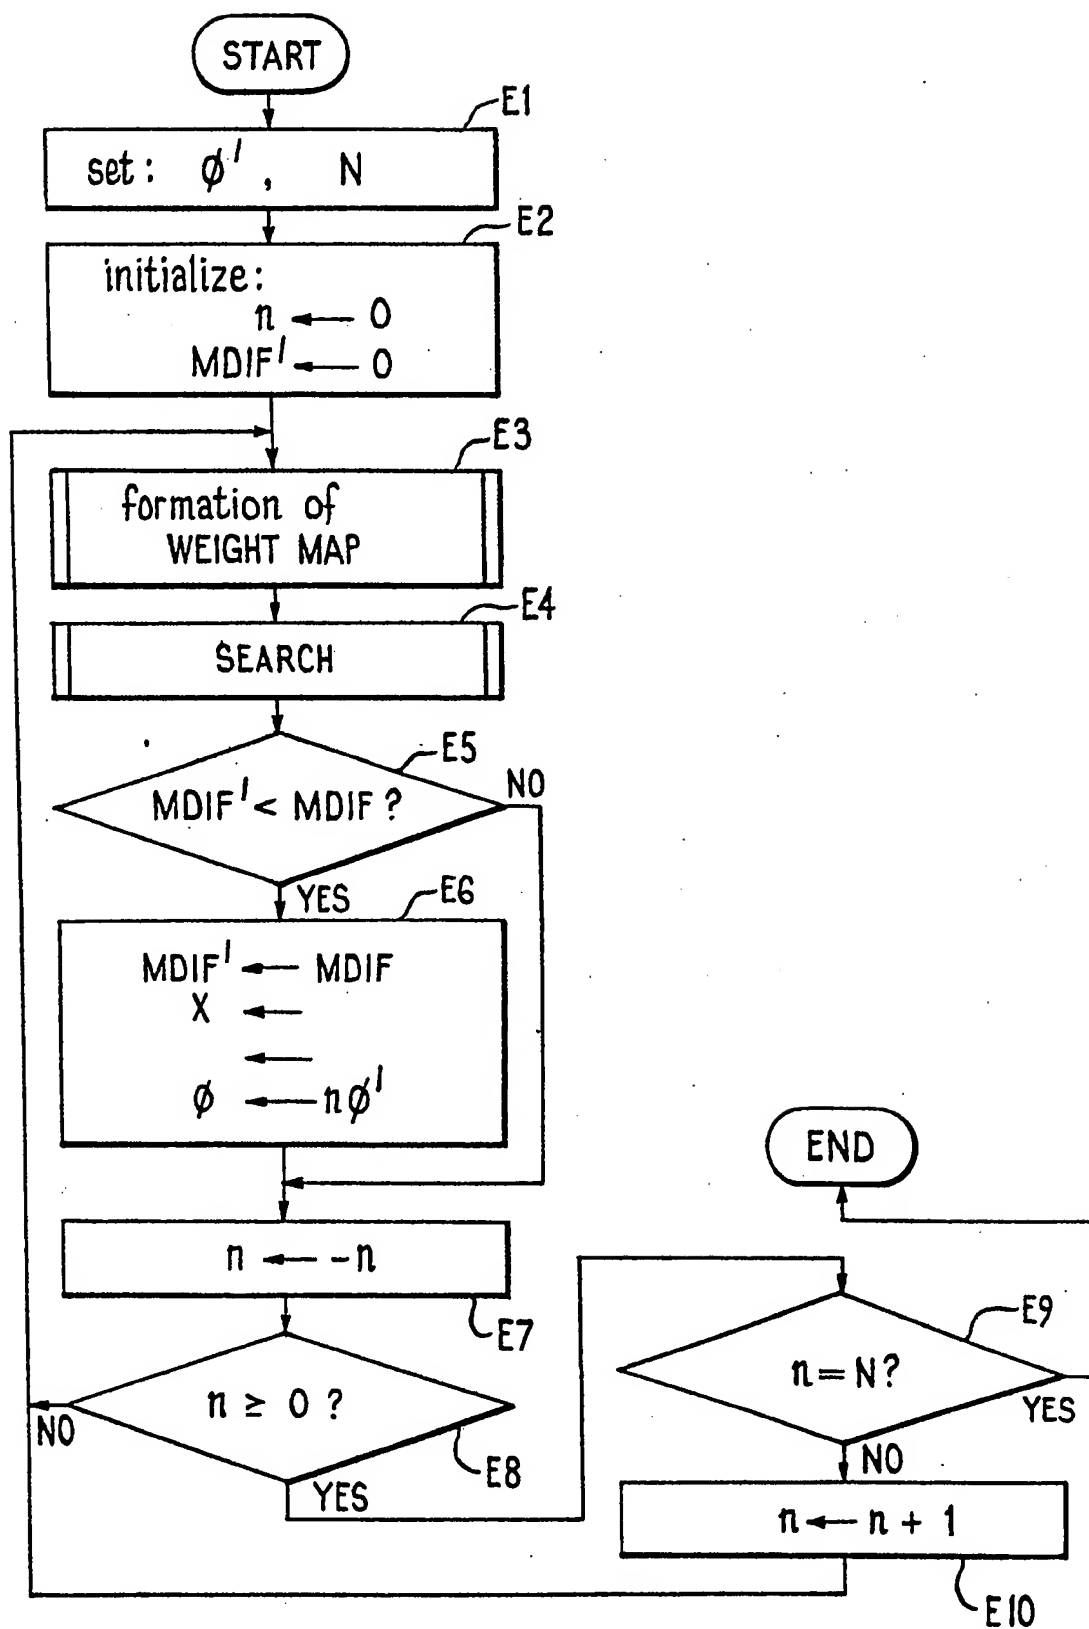 START
E1
set: ϕ', N
E2
initialize:
n ← 0
MDIF' ← 0
E3
formation of
WEIGHT MAP
E4
SEARCH
E5
MDIF' < MDIF ?
NO
YES
E6
MDIF' ← MDIF
X ←
←
ϕ ← nϕ'
n ← -n
E7
n ≥ 0 ?
NO
E8
YES
END
E9
n = N?
YES
NO
n ← n + 1
E10